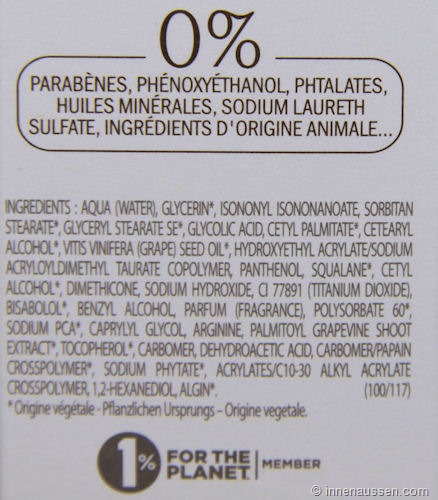 0%
PARABÈNES, PHÉNOXYÉTHANOL, PHTALATES,
HUILES MINÉRALES, SODIUM LAURETH
SULFATE, INGRÉDIENTS D'ORIGINE ANIMALE...
INGREDIENTS : AQUA (WATER), GLYCERIN*, ISONONYL ISONONANOATE, SORBITAN
STEARATE*, GLYCERYL STEARATE SE*, GLYCOLIC ACID, CETYL PALMITATE*, CETEARYL
ALCOHOL*, VITIS VINIFERA (GRAPE) SEED OIL*, HYDROXYETHYL ACRYLATE/SODIUM
ACRYLOYLDIMETHYL TAURATE COPOLYMER, PANTHENOL, SQUALANE*, CETYL
ALCOHOL*, DIMETHICONE, SODIUM HYDROXIDE, CI 77891 (TITANIUM DIOXIDE),
BISABOLOL*, BENZYL ALCOHOL, PARFUM (FRAGRANCE), POLYSORBATE 60*,
SODIUM PCA*, CAPRYLYL GLYCOL, ARGININE, PALMITOYL GRAPEVINE SHOOT
EXTRACT*, TOCOPHEROL*, CARBOMER, DEHYDROACETIC ACID, CARBOMER/PAPAIN
CROSSPOLYMER*, SODIUM PHYTATE*, ACRYLATES/C10-30 ALKYL ACRYLATE
CROSSPOLYMER, 1,2-HEXANEDIOL, ALGIN*. (100/117)
* Origine végétale - Pflanzlichen Ursprungs – Origine vegetale.
1% FOR THE
PLANET | MEMBER
© innenaussen.com